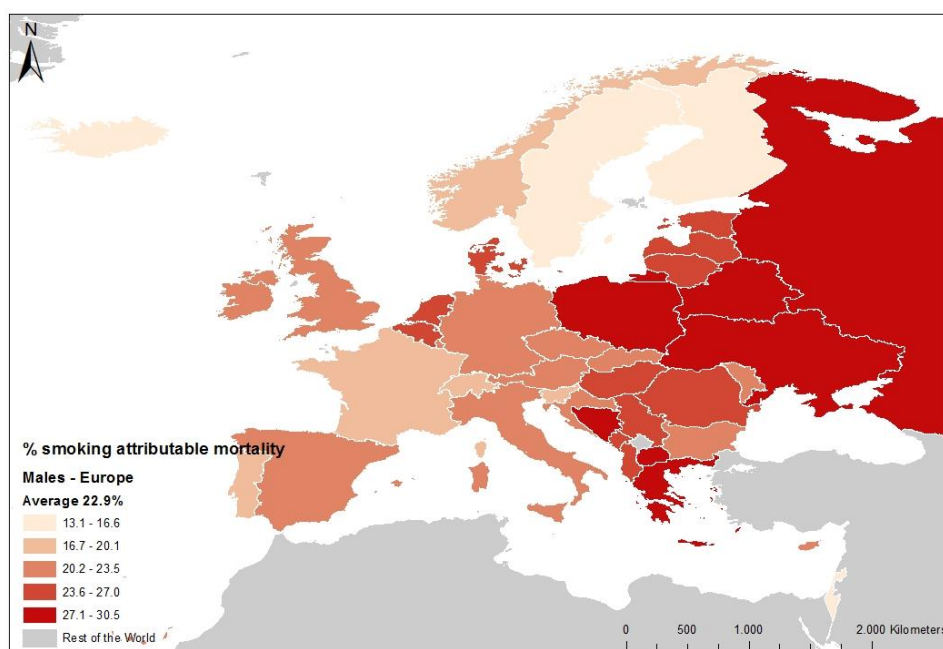 N
% smoking attributable mortality
Males - Europe
Average 22.9%
13.1 - 16.6
16.7 - 20.1
20.2 - 23.5
23.6 - 27.0
27.1 - 30.5
Rest of the World
0 500 1.000 2.000 Kilometers